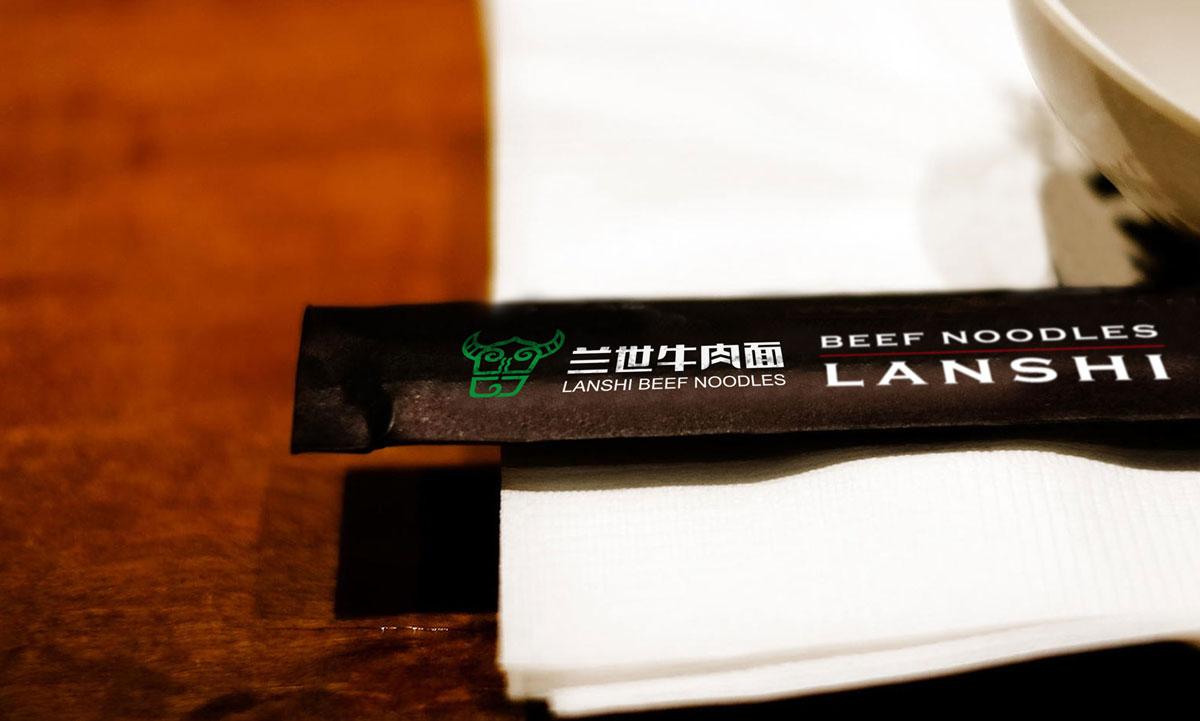 兰世牛肉面
LANSHI BEEF NOODLES
BEEF NOODLES
LANSHI